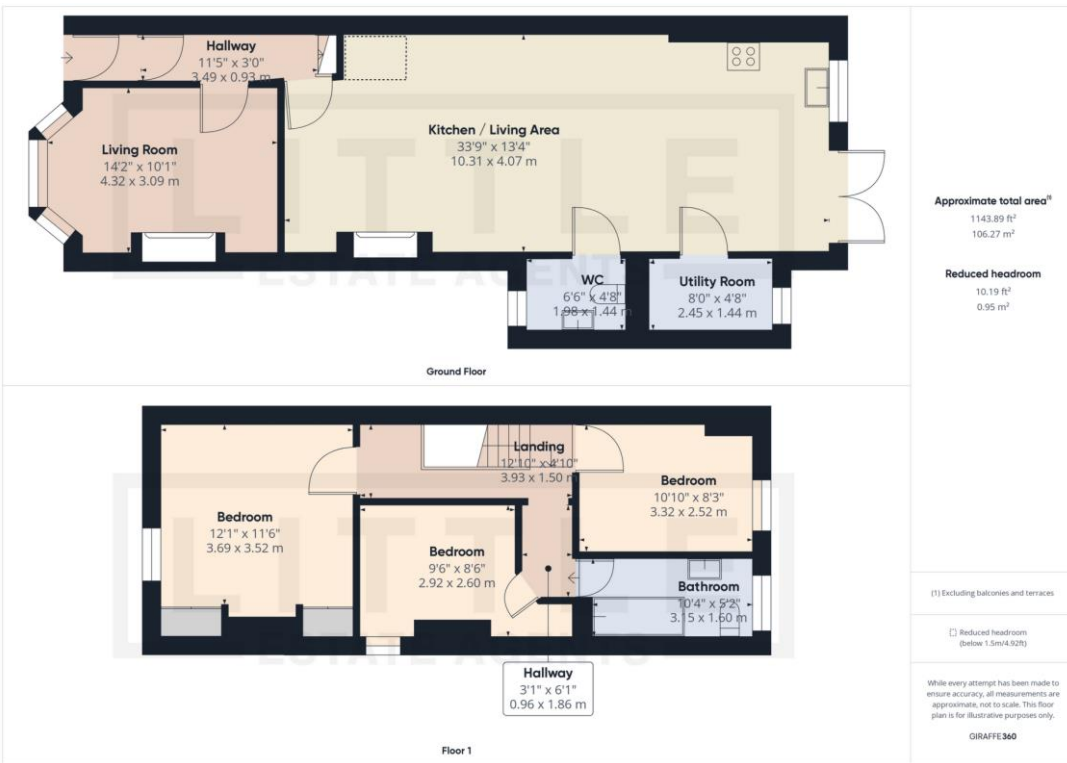 Hallway
11'5" x 3'0"
3.49 x 0.93 m
Living Room
14'2" x 10'1"
4.32 x 3.09 m
Kitchen / Living Area
33'9" x 13'4"
10.31 x 4.07 m
WC
6'6" x 4'8"
1.98 x 1.44 m
Utility Room
8'0" x 4'8"
2.45 x 1.44 m
LITTLE
ESTATE AGENTS
Ground Floor
Landing
12'10" x 4'10"
3.93 x 1.50 m
Bedroom
12'1" x 11'6"
3.69 x 3.52 m
Bedroom
9'6" x 8'6"
2.92 x 2.60 m
Bedroom
10'10" x 8'3"
3.32 x 2.52 m
Bathroom
10'4" x 5'2"
3.15 x 1.60 m
Hallway
3'1" x 6'1"
0.96 x 1.86 m
LITTLE
ESTATE AGENTS
Floor 1
Approximate total area(1)
1143.89 ft²
106.27 m²
Reduced headroom
10.19 ft²
0.95 m²
(1) Excluding balconies and terraces
Reduced headroom
(below 1.5m/4.92ft)
While every attempt has been made to
ensure accuracy, all measurements are
approximate, not to scale. This floor
plan is for illustrative purposes only.
GIRAFFE360